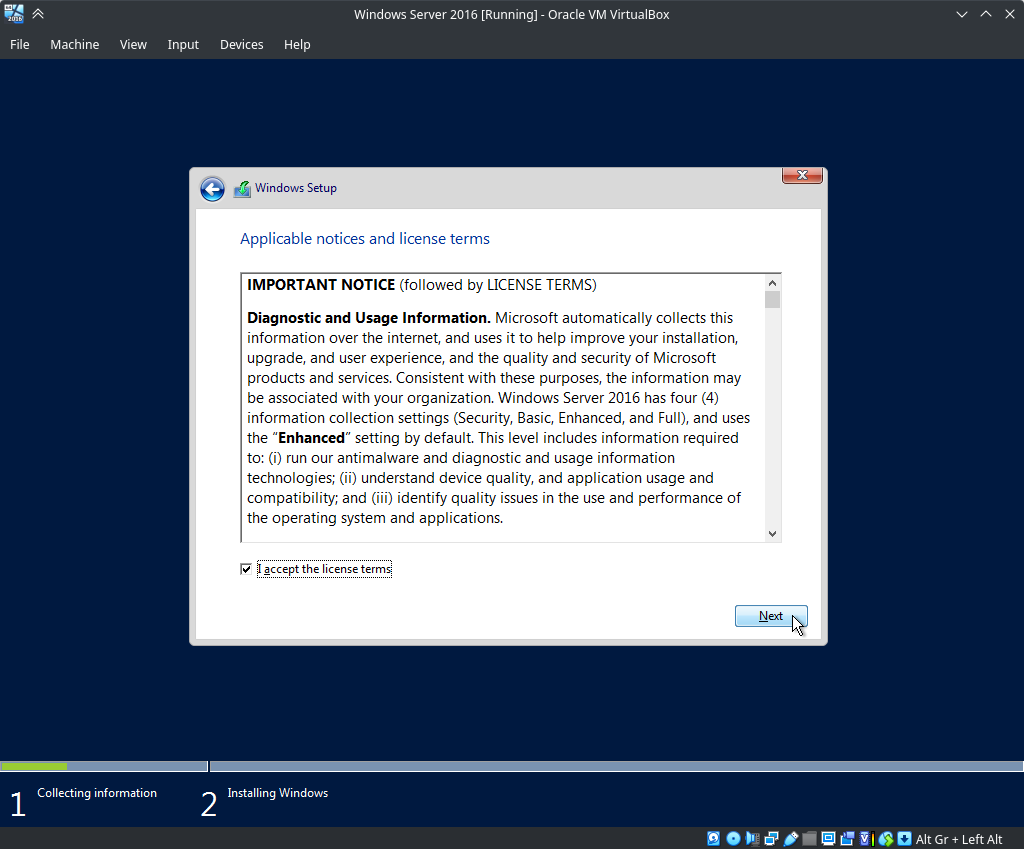 Windows Server 2016 [Running] - Oracle VM VirtualBox
File Machine View Input Devices Help
Windows Setup
Applicable notices and license terms
IMPORTANT NOTICE (followed by LICENSE TERMS)
Diagnostic and Usage Information. Microsoft automatically collects this
information over the internet, and uses it to help improve your installation,
upgrade, and user experience, and the quality and security of Microsoft
products and services. Consistent with these purposes, the information may
be associated with your organization. Windows Server 2016 has four (4)
information collection settings (Security, Basic, Enhanced, and Full), and uses
the “Enhanced” setting by default. This level includes information required
to: (i) run our antimalware and diagnostic and usage information
technologies; (ii) understand device quality, and application usage and
compatibility; and (iii) identify quality issues in the use and performance of
the operating system and applications.
I accept the license terms
Next
1 Collecting information
2 Installing Windows
Alt Gr + Left Alt